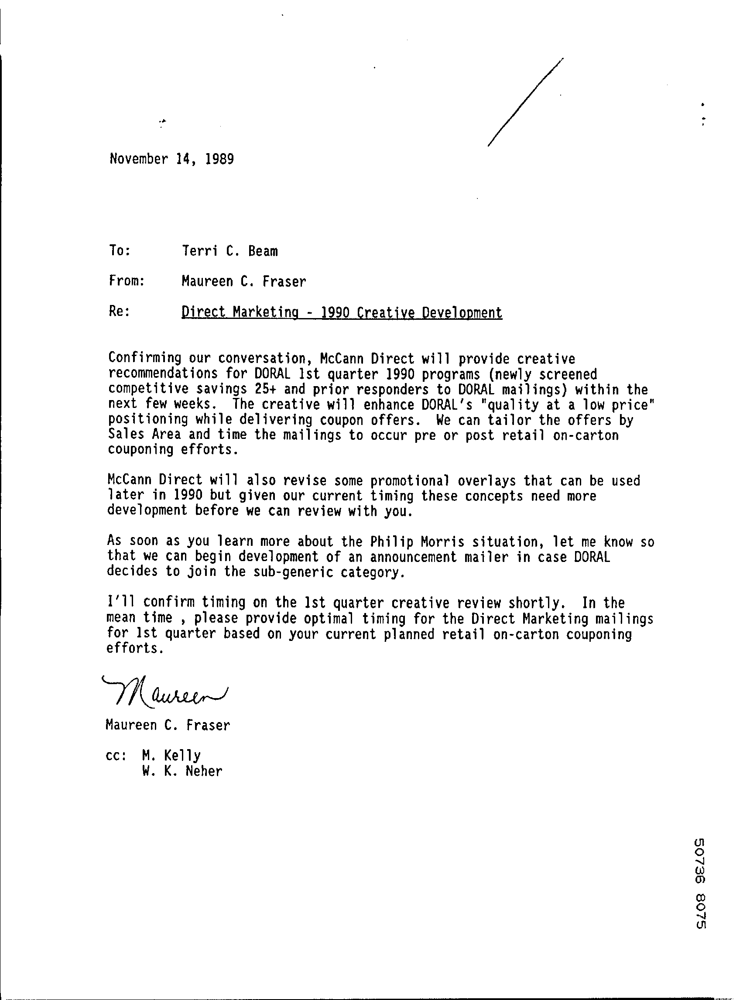 November 14, 1989
To: Terri C. Beam
From: Maureen C. Fraser
Re: Direct Marketing - 1990 Creative Development
Confirming our conversation, McCann Direct will provide creative
recommendations for DORAL 1st quarter 1990 programs (newly screened
competitive savings 25+ and prior responders to DORAL mailings) within the
next few weeks. The creative will enhance DORAL's "quality at a low price"
positioning while delivering coupon offers. We can tailor the offers by
Sales Area and time the mailings to occur pre or post retail on-carton
couponing efforts.
McCann Direct will also revise some promotional overlays that can be used
later in 1990 but given our current timing these concepts need more
development before we can review with you.
As soon as you learn more about the Philip Morris situation, let me know so
that we can begin development of an announcement mailer in case DORAL
decides to join the sub-generic category.
I'll confirm timing on the 1st quarter creative review shortly. In the
mean time , please provide optimal timing for the Direct Marketing mailings
for 1st quarter based on your current planned retail on-carton couponing
efforts.
Maureen
Maureen C. Fraser
cc: M. Kelly
W. K. Neher
50736 8075